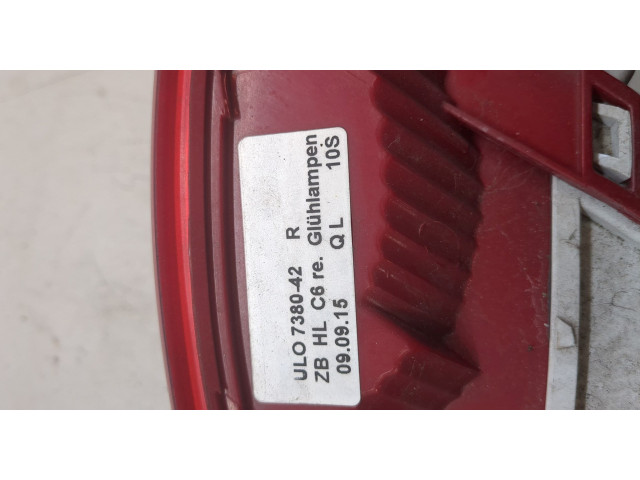 ULO 7380-42 R
ZB HL C6 re. Glühlampen
09.09.15 Q L 10S